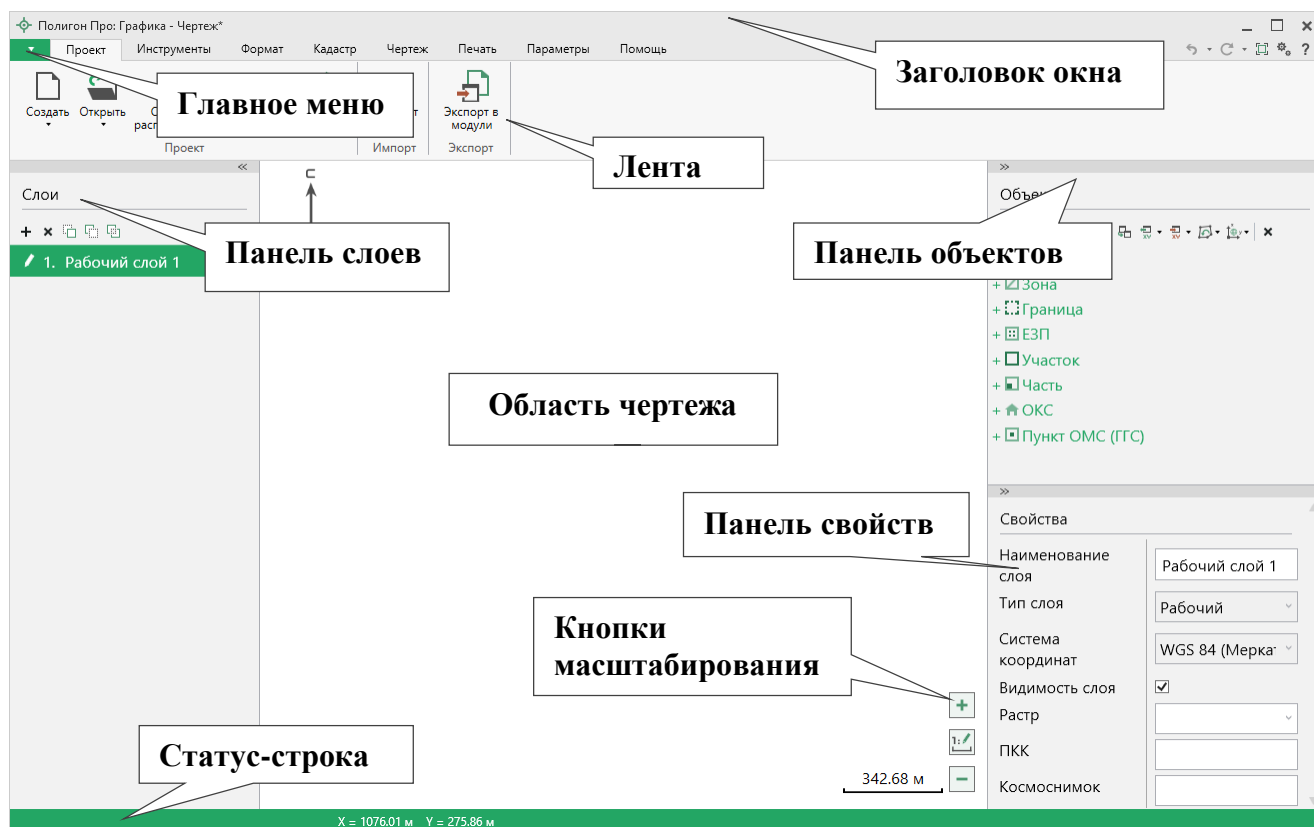 Полигон Про: Графика - Чертеж*
Проект Инструменты Формат Кадастр Чертеж Печать Параметры Помощь
Заголовок окна
Главное меню
Создать Открыть
Экспорт в
модули
Проект Импорт Экспорт
Лента
Слои
Панель слоев
Панель объектов
1. Рабочий слой 1
+ Зона
+ Граница
+ ЕЗП
+ Участок
+ Часть
+ ОКС
+ Пункт ОМС (ГГС)
Область чертежа
Панель свойств
Свойства
Наименование
слоя
Рабочий слой 1
Тип слоя
Рабочий
Система
координат
WGS 84 (Мерка
Видимость слоя
Растр
ПКК
Космоснимок
Кнопки
масштабирования
342.68 м
Статус-строка
X = 1076.01 м Y = 275.86 м